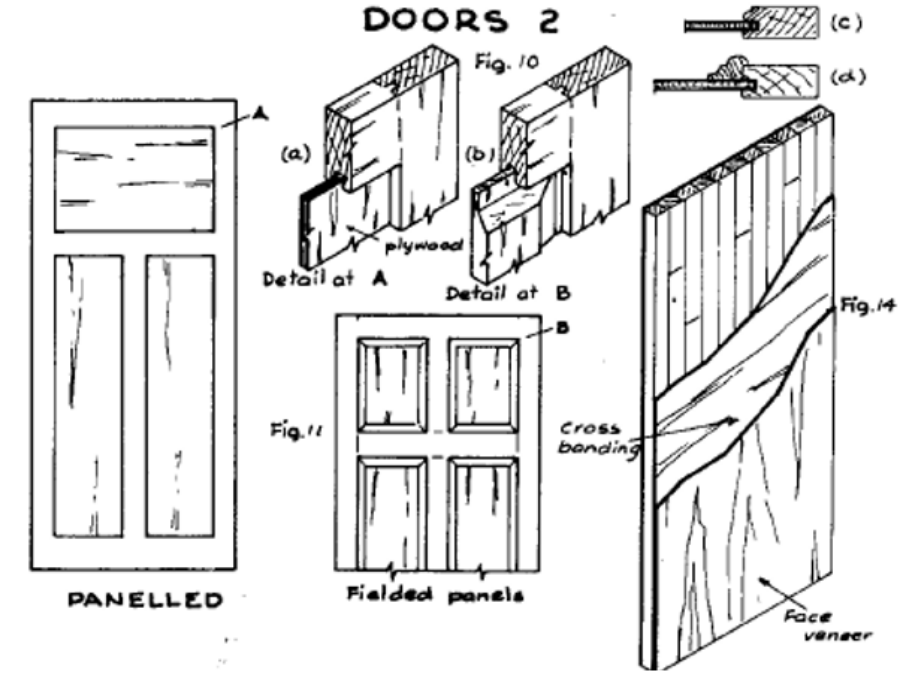 DOORS 2
(c)
Fig. 10
(d)
A
(a)
(b)
plywood
Detail at A
Detail at B
Fig. 14
B
Fig. 11
Cross
banding
PANELLED
Fielded panels
Face
veneer